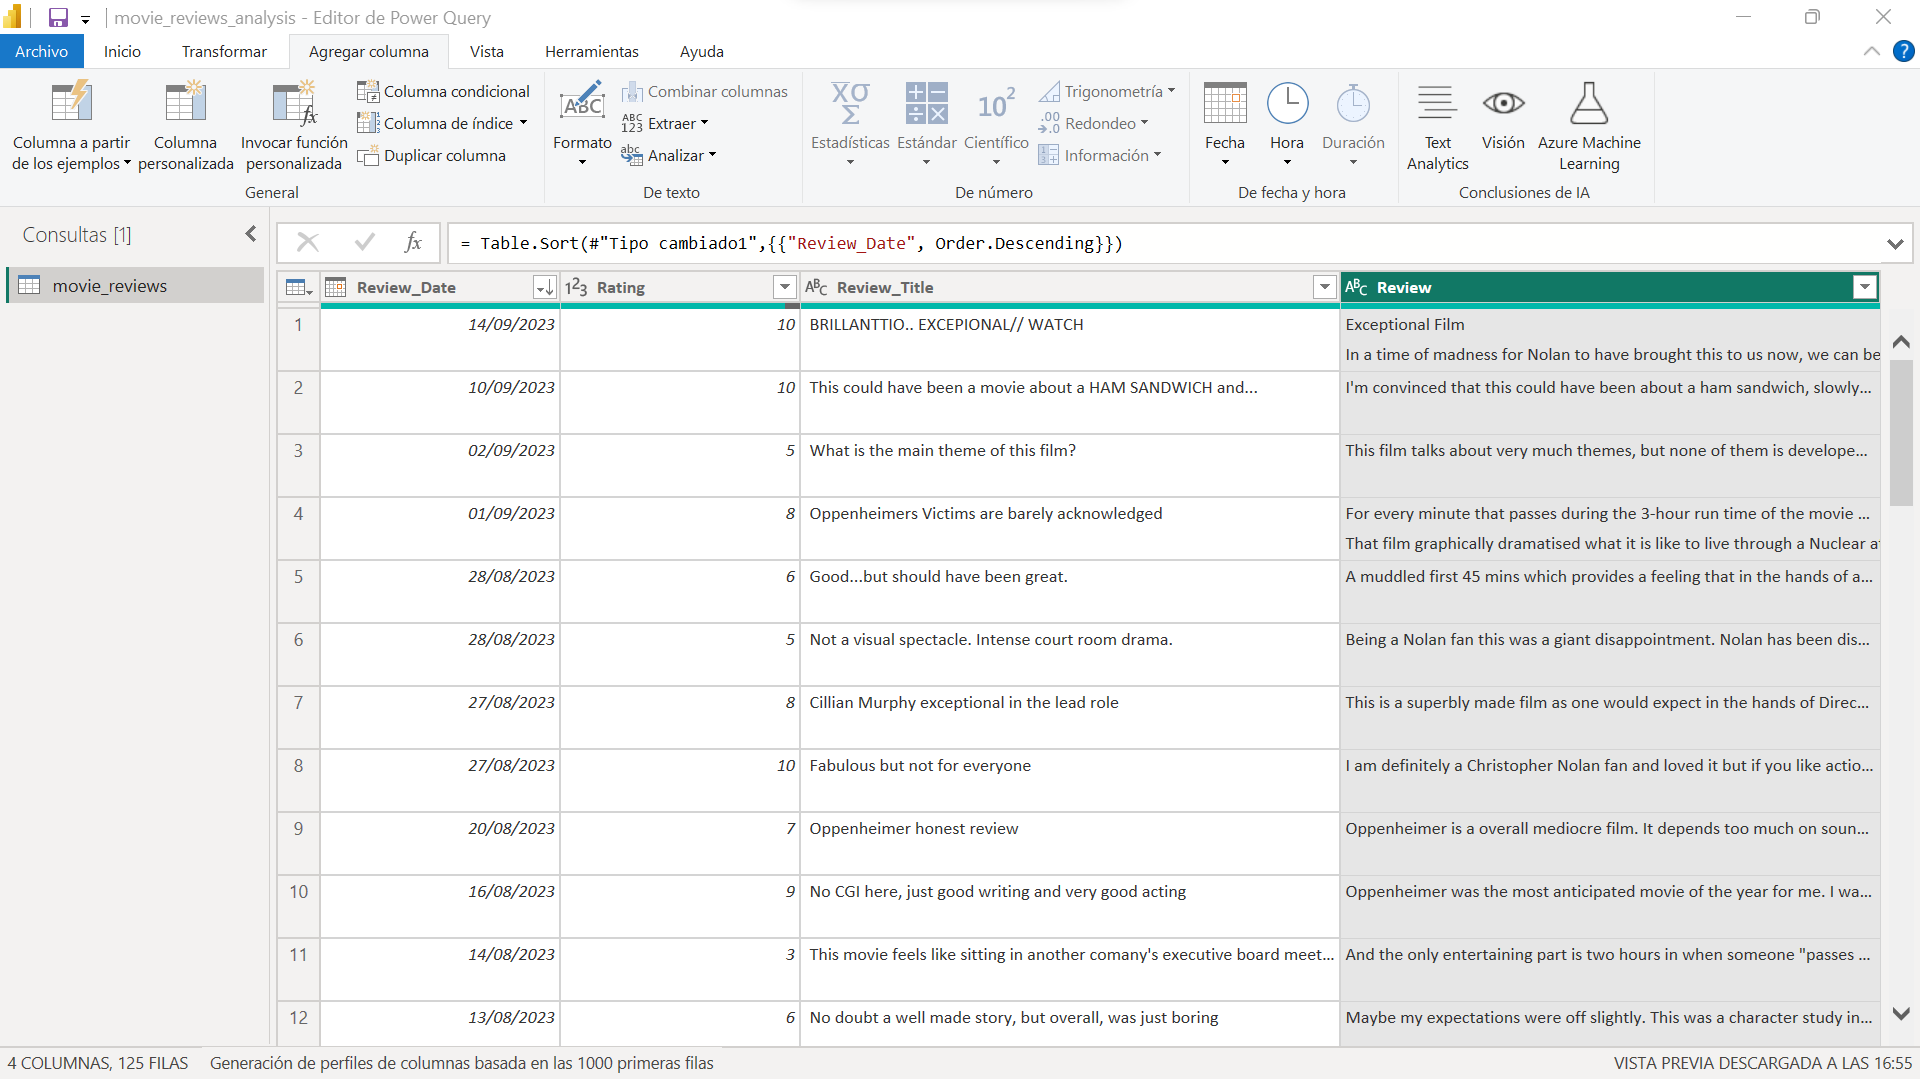 movie_reviews_analysis - Editor de Power Query
Archivo Inicio Transformar Agregar columna Vista Herramientas Ayuda
Columna a partir de los ejemplos
Columna personalizada
Invocar función personalizada
Columna condicional
Columna de índice
Duplicar columna
General
Formato
Combinar columnas
Extraer
Analizar
De texto
Estadísticas
Estándar
Científico
Trigonometría
Redondeo
Información
De número
Fecha
Hora
Duración
De fecha y hora
Text Analytics
Visión
Azure Machine Learning
Conclusiones de IA
Consultas [1]
movie_reviews
= Table.Sort(#"Tipo cambiado1",{{"Review_Date", Order.Descending}})
Review_Date Rating Review_Title Review
1 14/09/2023 10 BRILLANTTIO.. EXCEPIONAL// WATCH Exceptional Film
In a time of madness for Nolan to have brought this to us now, we can be
2 10/09/2023 10 This could have been a movie about a HAM SANDWICH and... I'm convinced that this could have been about a ham sandwich, slowly...
3 02/09/2023 5 What is the main theme of this film? This film talks about very much themes, but none of them is develope...
4 01/09/2023 8 Oppenheimers Victims are barely acknowledged For every minute that passes during the 3-hour run time of the movie ...
That film graphically dramatised what it is like to live through a Nuclear a
5 28/08/2023 6 Good...but should have been great. A muddled first 45 mins which provides a feeling that in the hands of a...
6 28/08/2023 5 Not a visual spectacle. Intense court room drama. Being a Nolan fan this was a giant disappointment. Nolan has been dis...
7 27/08/2023 8 Cillian Murphy exceptional in the lead role This is a superbly made film as one would expect in the hands of Direc...
8 27/08/2023 10 Fabulous but not for everyone I am definitely a Christopher Nolan fan and loved it but if you like actio...
9 20/08/2023 7 Oppenheimer honest review Oppenheimer is a overall mediocre film. It depends too much on soun...
10 16/08/2023 9 No CGI here, just good writing and very good acting Oppenheimer was the most anticipated movie of the year for me. I wa...
11 14/08/2023 3 This movie feels like sitting in another comany's executive board meet... And the only entertaining part is two hours in when someone "passes ...
12 13/08/2023 6 No doubt a well made story, but overall, was just boring Maybe my expectations were off slightly. This was a character study in...
4 COLUMNAS, 125 FILAS Generación de perfiles de columnas basada en las 1000 primeras filas VISTA PREVIA DESCARGADA A LAS 16:55